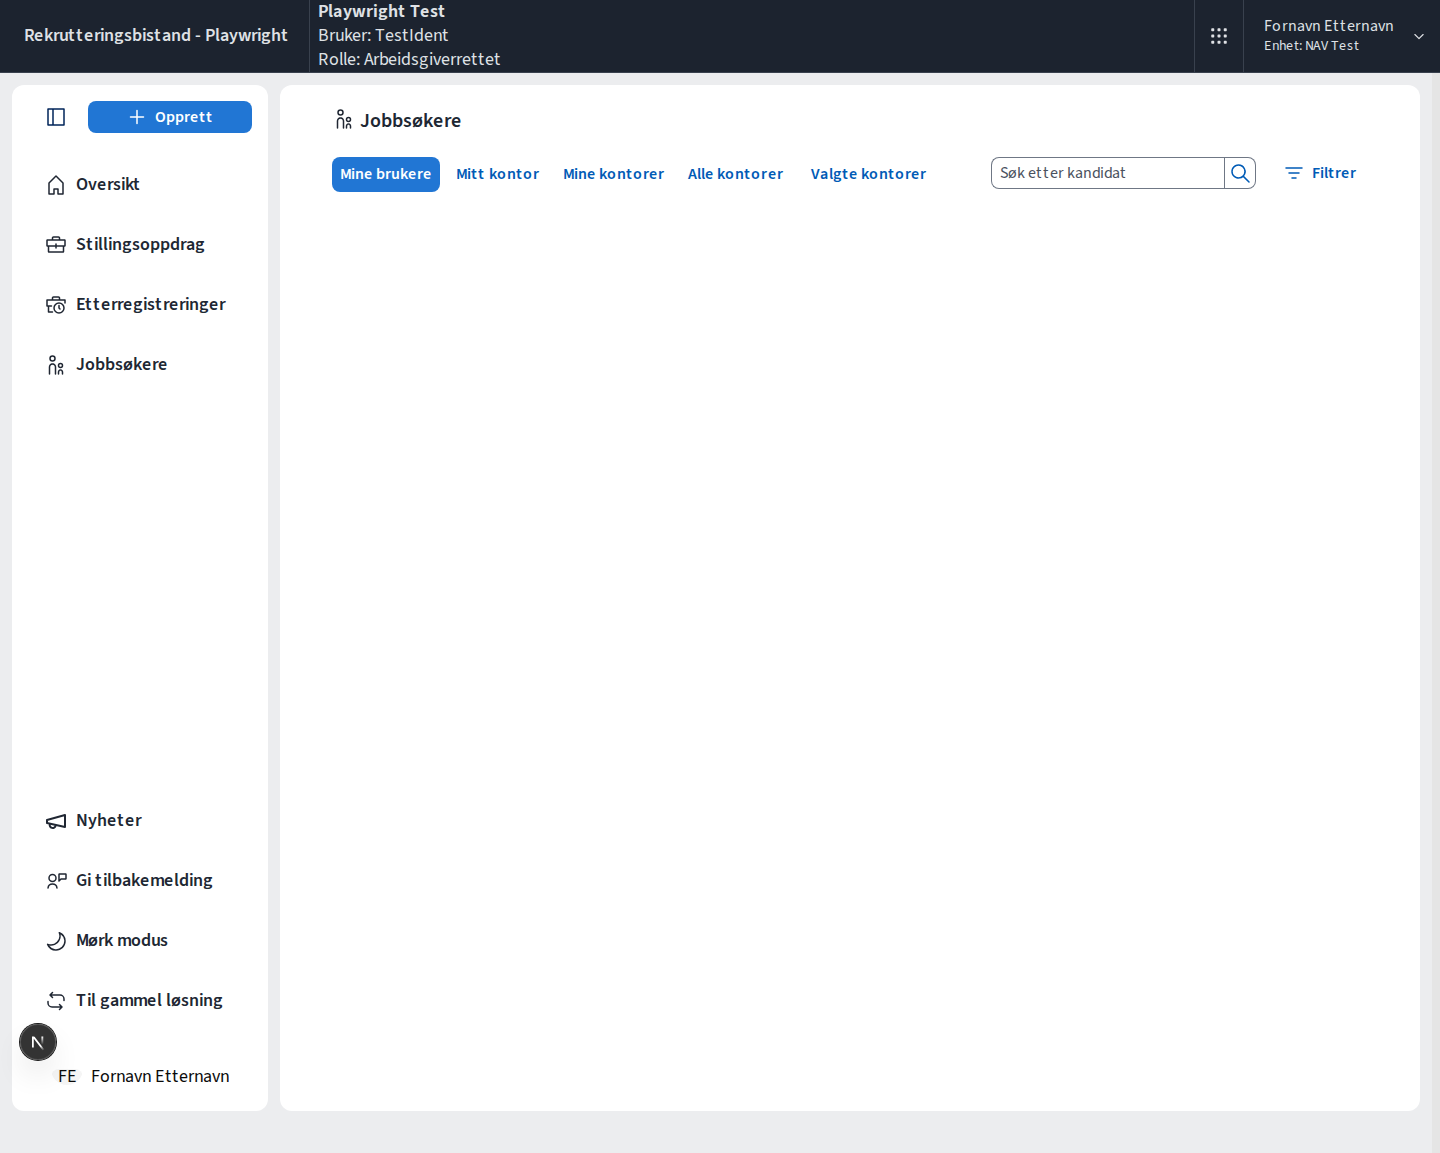 Rekrutteringsbistand - Playwright
Playwright Test
Bruker: TestIdent
Rolle: Arbeidsgiverrettet
Fornavn Etternavn
Enhet: NAV Test
Opprett
Oversikt
Stillingsoppdrag
Etterregistreringer
Jobbsøkere
Nyheter
Gi tilbakemelding
Mørk modus
Til gammel løsning
N
FE Fornavn Etternavn
Jobbsøkere
Mine brukere Mitt kontor Mine kontorer Alle kontorer Valgte kontorer
Søk etter kandidat
Filtrer